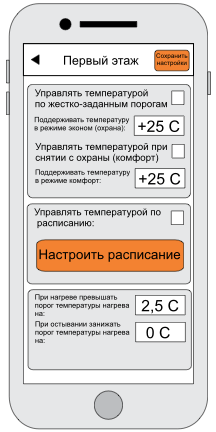 Первый этаж
Сохранить
настройки
Управлять температурой
по жестко-заданным порогам
Поддерживать температуру
в режиме эконом (охрана):
+25 С
Управлять температурой при
снятии с охраны (комфорт)
Поддерживать температуру
в режиме комфорт:
+25 С
Управлять температурой по
расписанию:
Настроить расписание
При нагреве превышать
порог температуры нагрева
на:
2,5 С
При остывании занижать
порог температуры нагрева
на:
0 С